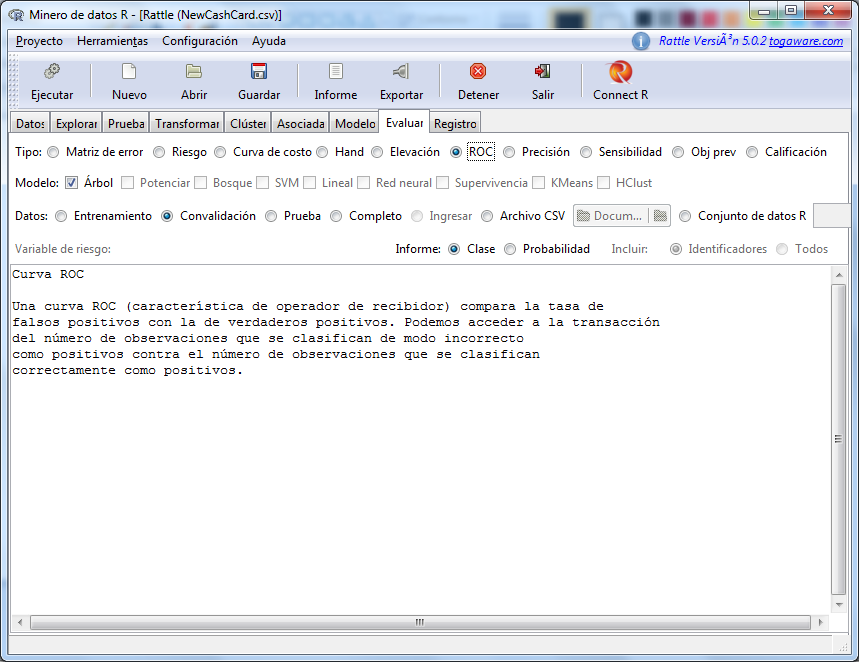 Minero de datos R - [Rattle (NewCashCard.csv)]
Proyecto Herramientas Configuración Ayuda
Rattle VersiÃ³n 5.0.2 togaware.com
Ejecutar Nuevo Abrir Guardar Informe Exportar Detener Salir Connect R
Datos Explorar Prueba Transformar Clúster Asociada Modelo Evaluar Registro
Tipo: Matriz de error Riesgo Curva de costo Hand Elevación ROC Precisión Sensibilidad Obj prev Calificación
Modelo: Árbol Potenciar Bosque SVM Lineal Red neural Supervivencia KMeans HClust
Datos: Entrenamiento Convalidación Prueba Completo Ingresar Archivo CSV Docum... Conjunto de datos R
Variable de riesgo: Informe: Clase Probabilidad Incluir: Identificadores Todos
Curva ROC
Una curva ROC (característica de operador de recibidor) compara la tasa de
falsos positivos con la de verdaderos positivos. Podemos acceder a la transacción
del número de observaciones que se clasifican de modo incorrecto
como positivos contra el número de observaciones que se clasifican
correctamente como positivos.